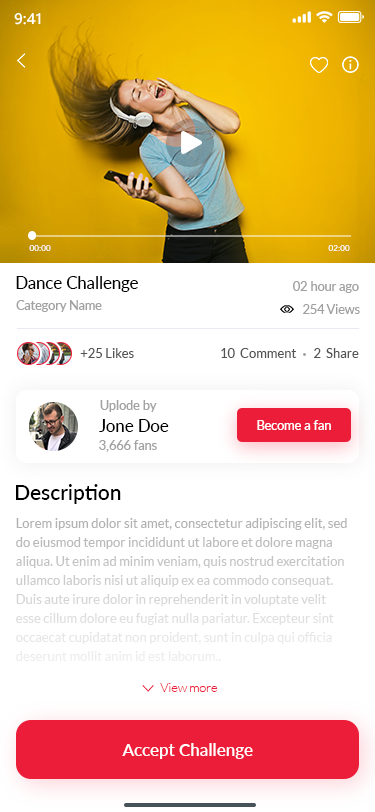 9:41
00:00
02:00
Dance Challenge
02 hour ago
Category Name
254 Views
+25 Likes
10 Comment • 2 Share
Uplode by
Jone Doe
3,666 fans
Become a fan
Description
Lorem ipsum dolor sit amet, consectetur adipiscing elit, sed
do eiusmod tempor incididunt ut labore et dolore magna
aliqua. Ut enim ad minim veniam, quis nostrud exercitation
ullamco laboris nisi ut aliquip ex ea commodo consequat.
Duis aute irure dolor in reprehenderit in voluptate velit
esse cillum dolore eu fugiat nulla pariatur. Excepteur sint
occaecat cupidatat non proident, sunt in culpa qui officia
deserunt mollit anim id est laborum..
View more
Accept Challenge